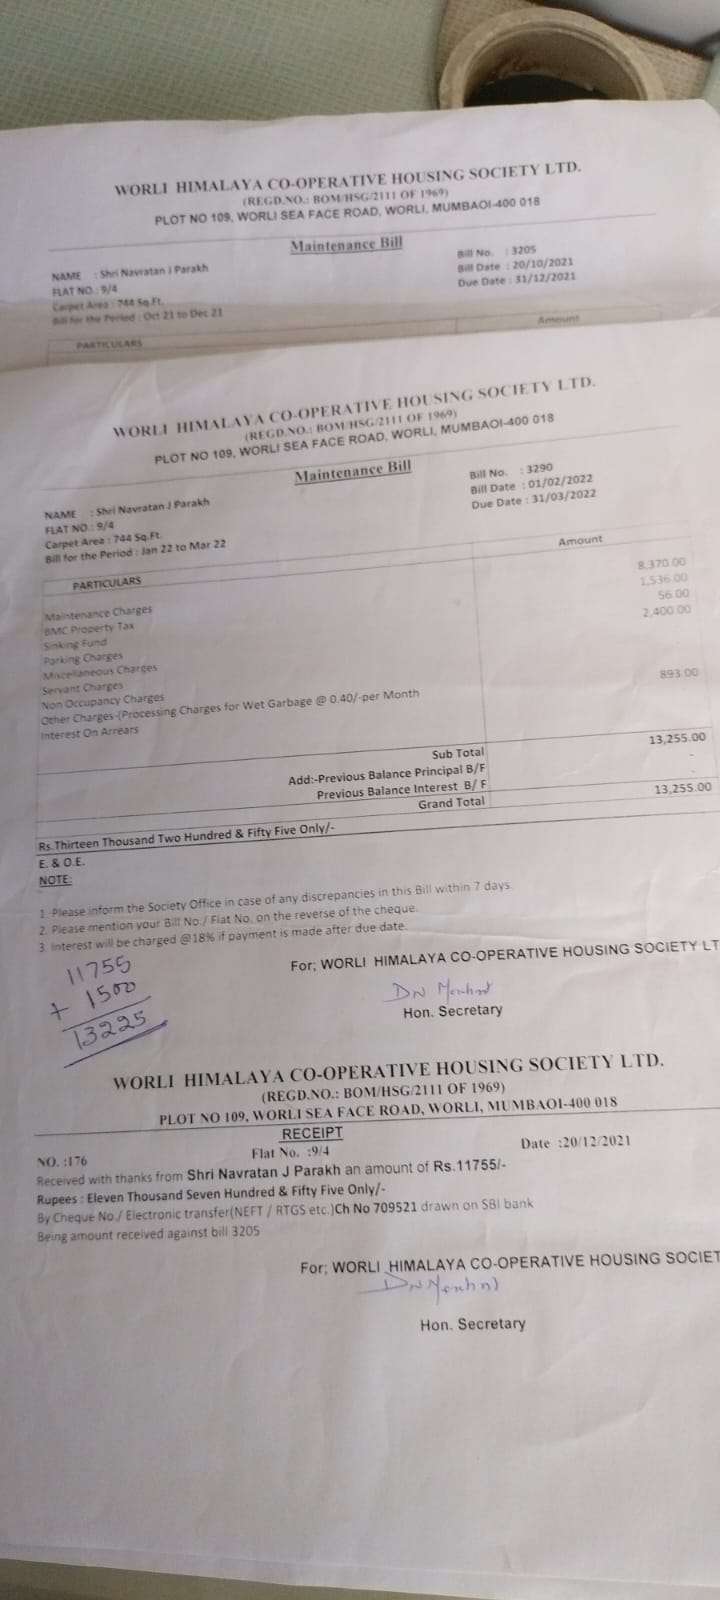 WORLI HIMALAYA CO-OPERATIVE HOUSING SOCIETY LTD.
(REGD.NO.: BOM/HSG/2111 OF 1969)
PLOT NO 109, WORLI SEA FACE ROAD, WORLI, MUMBAOI-400 018
Maintenance Bill
NAME : Shri Navratan J Parakh
Bill No. : 3205
FLAT NO.: 9/4
Bill Date : 20/10/2021
Carpet Area : 744 Sq.Ft.
Due Date : 31/12/2021
Bill for the Period : Oct 21 to Dec 21
PARTICULARS Amount
WORLI HIMALAYA CO-OPERATIVE HOUSING SOCIETY LTD.
(REGD.NO.: BOM/HSG/2111 OF 1969)
PLOT NO 109, WORLI SEA FACE ROAD, WORLI, MUMBAOI-400 018
Maintenance Bill
NAME : Shri Navratan J Parakh
Bill No. : 3290
FLAT NO.: 9/4
Bill Date : 01/02/2022
Carpet Area : 744 Sq.Ft.
Due Date : 31/03/2022
Bill for the Period : Jan 22 to Mar 22
PARTICULARS Amount
Maintenance Charges 8,370.00
BMC Property Tax 1,536.00
Sinking Fund 56.00
Parking Charges 2,400.00
Miscellaneous Charges
Servant Charges
Non Occupancy Charges
Other Charges-(Processing Charges for Wet Garbage @ 0.40/-per Month 893.00
Interest On Arrears
Sub Total 13,255.00
Add:-Previous Balance Principal B/F -
Previous Balance Interest B/ F -
Grand Total 13,255.00
Rs.Thirteen Thousand Two Hundred & Fifty Five Only/-
E. & O.E.
NOTE:
1 Please inform the Society Office in case of any discrepancies in this Bill within 7 days.
2. Please mention your Bill No./ Flat No. on the reverse of the cheque.
3. Interest will be charged @18% if payment is made after due date.
11755
+ 1500
13225
For; WORLI HIMALAYA CO-OPERATIVE HOUSING SOCIETY LT
Hon. Secretary
WORLI HIMALAYA CO-OPERATIVE HOUSING SOCIETY LTD.
(REGD.NO.: BOM/HSG/2111 OF 1969)
PLOT NO 109, WORLI SEA FACE ROAD, WORLI, MUMBAOI-400 018
RECEIPT
NO. :176 Flat No. :9/4 Date :20/12/2021
Received with thanks from Shri Navratan J Parakh an amount of Rs.11755/-
Rupees : Eleven Thousand Seven Hundred & Fifty Five Only/-
By Cheque No./ Electronic transfer(NEFT / RTGS etc.)Ch No 709521 drawn on SBI bank
Being amount received against bill 3205
For; WORLI HIMALAYA CO-OPERATIVE HOUSING SOCIET
Hon. Secretary